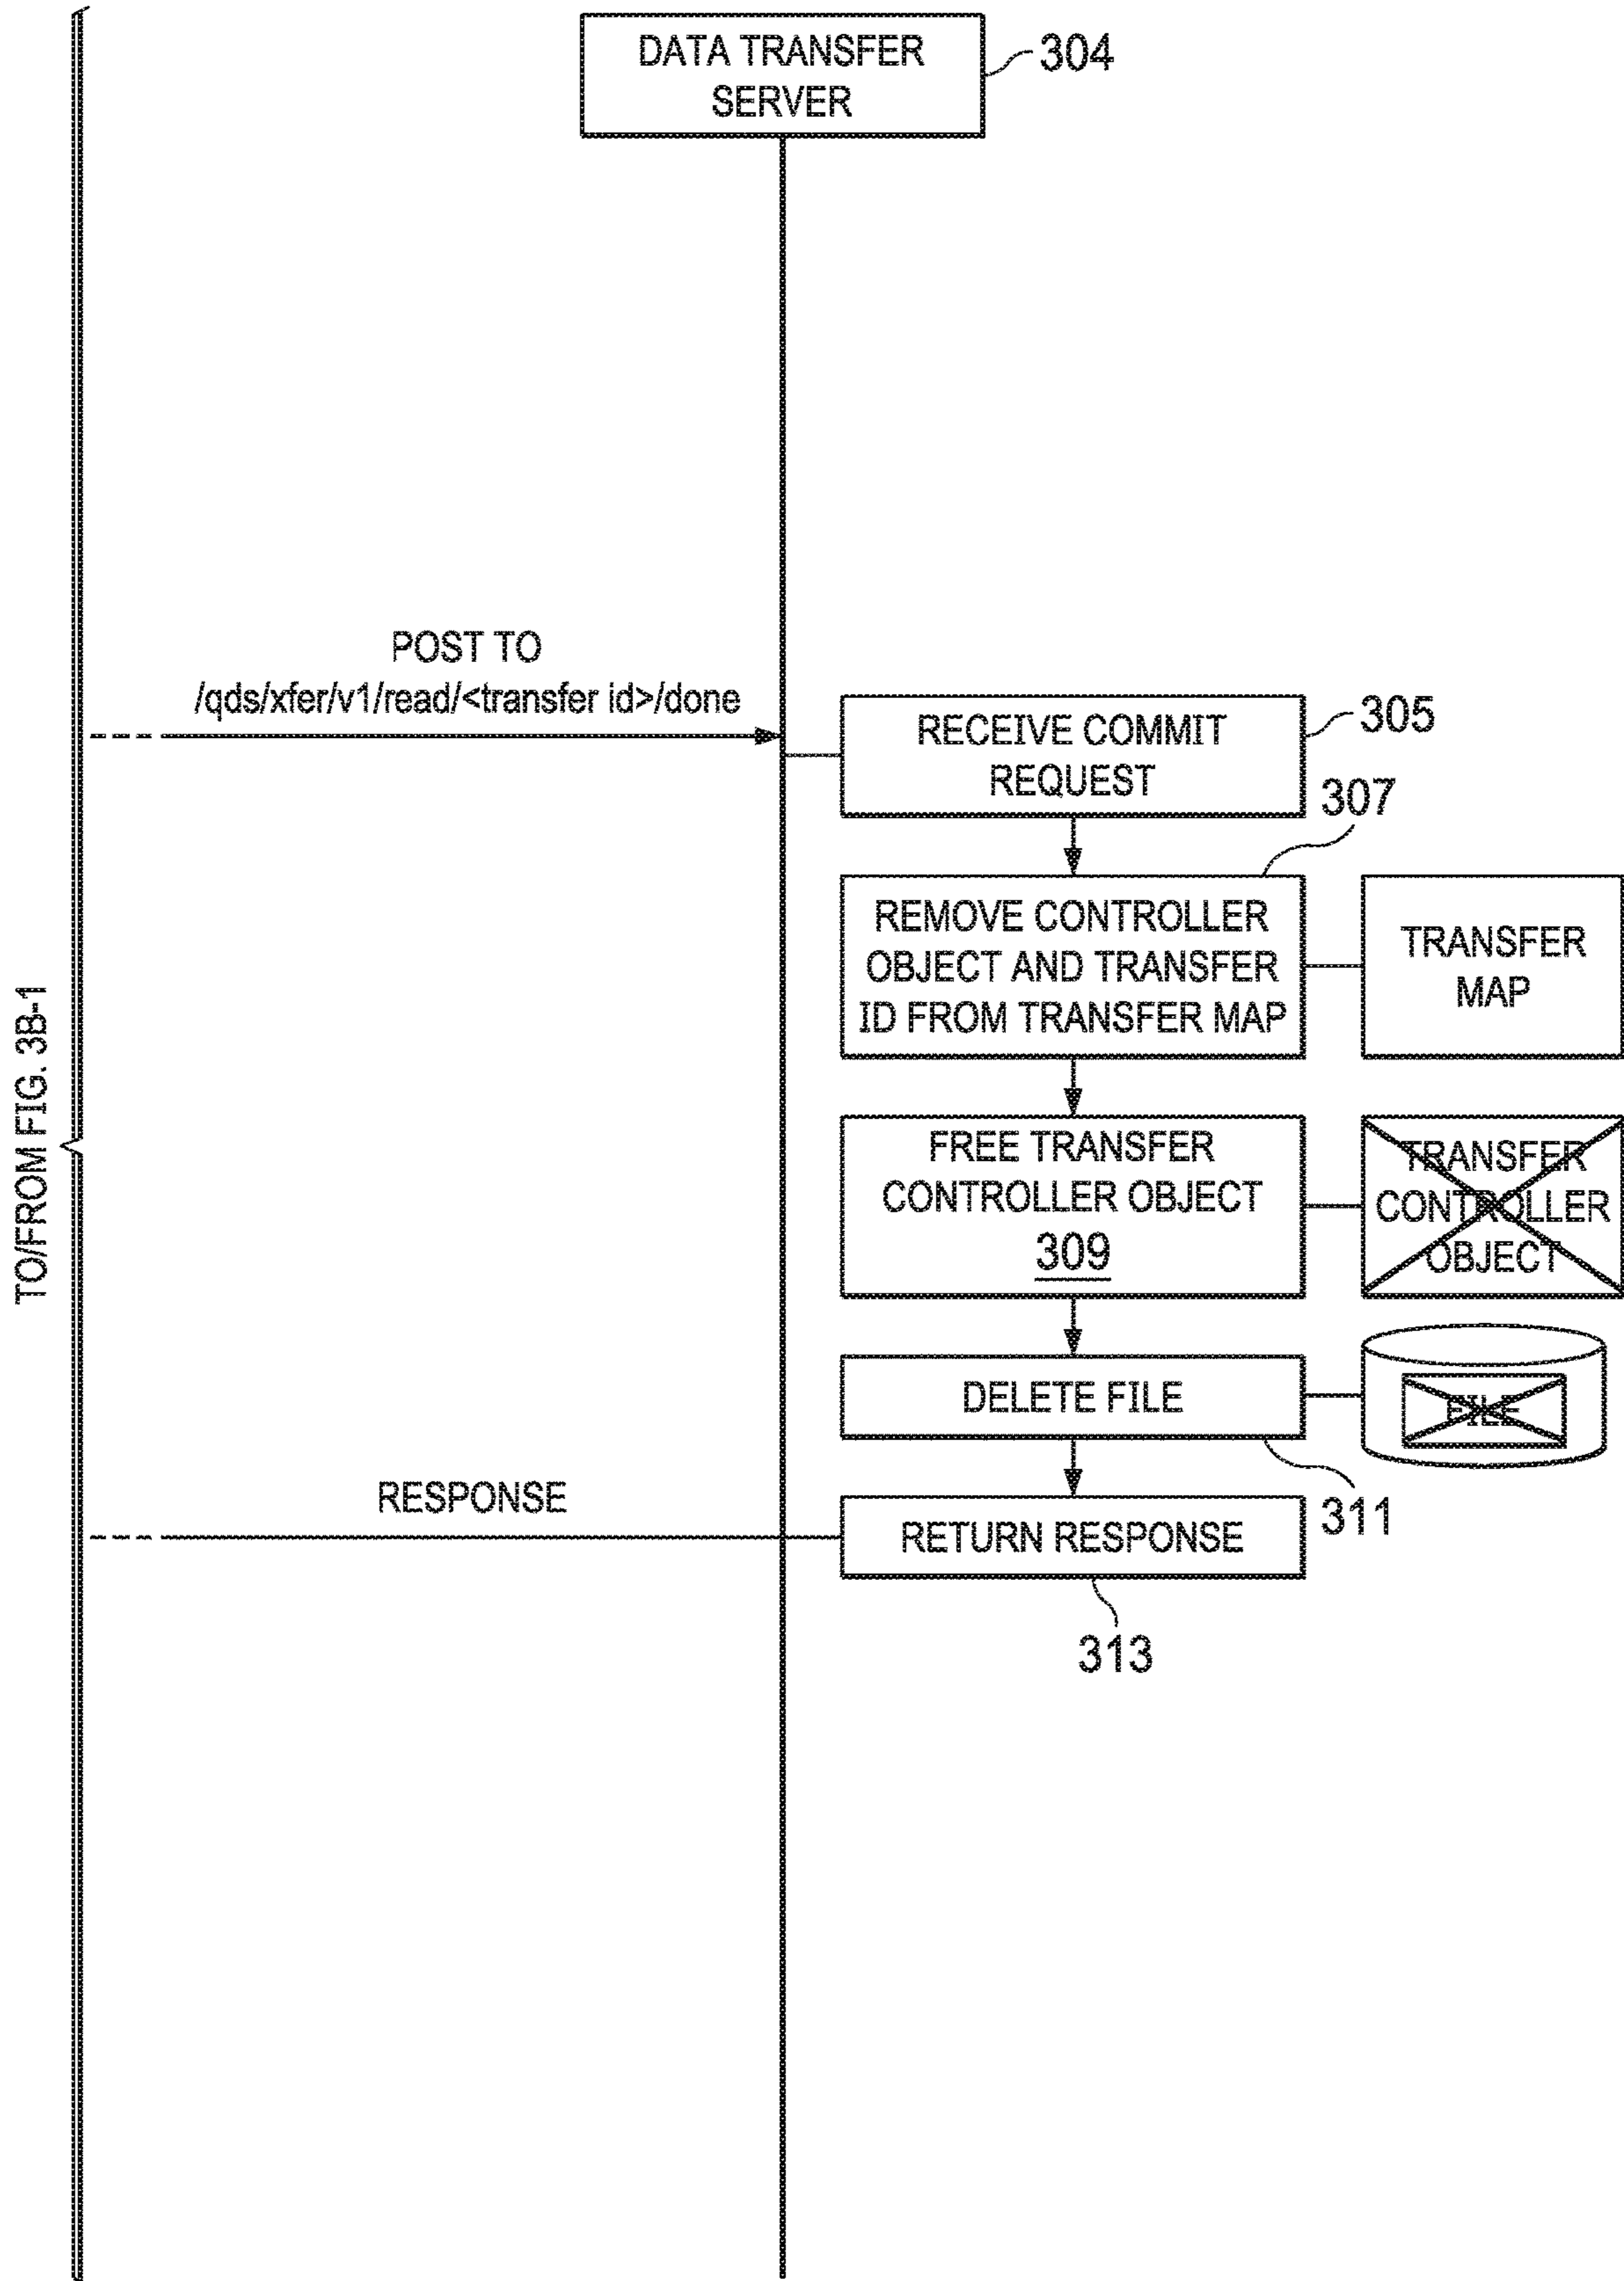 DATA TRANSFER
SERVER
304
POST TO
/qds/xfer/v1/read/<transfer id>/done
RECEIVE COMMIT
REQUEST
305
307
REMOVE CONTROLLER
OBJECT AND TRANSFER
ID FROM TRANSFER MAP
TRANSFER
MAP
TO/FROM FIG. 3B-1
FREE TRANSFER
CONTROLLER OBJECT
309
TRANSFER
CONTROLLER
OBJECT
DELETE FILE
FILE
311
RESPONSE
RETURN RESPONSE
313